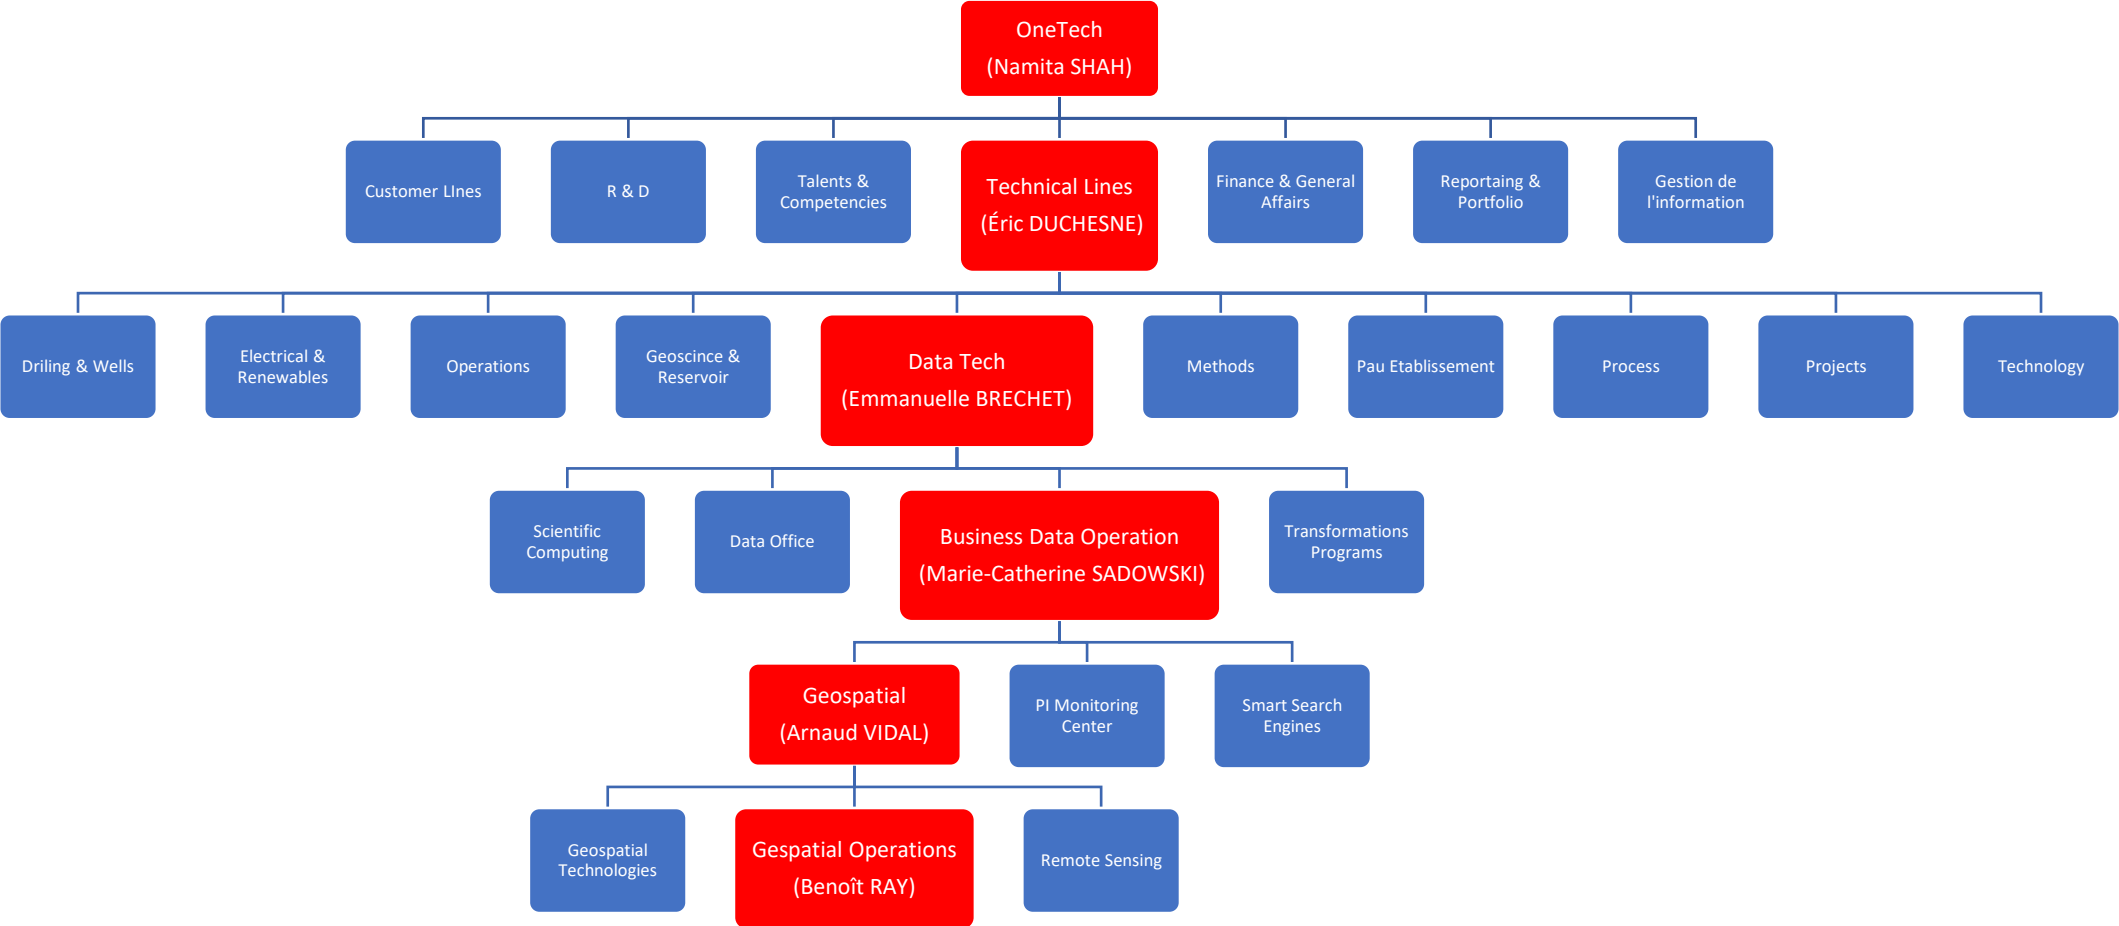 OneTech
(Namita SHAH)
Customer LInes
R & D
Talents &
Competencies
Technical Lines
(Éric DUCHESNE)
Finance & General
Affairs
Reportaing &
Portfolio
Gestion de
l'information
Driling & Wells
Electrical &
Renewables
Operations
Geoscince &
Reservoir
Data Tech
(Emmanuelle BRECHET)
Methods
Pau Etablissement
Process
Projects
Technology
Scientific
Computing
Data Office
Business Data Operation
(Marie-Catherine SADOWSKI)
Transformations
Programs
Geospatial
(Arnaud VIDAL)
PI Monitoring
Center
Smart Search
Engines
Geospatial
Technologies
Gespatial Operations
(Benoît RAY)
Remote Sensing